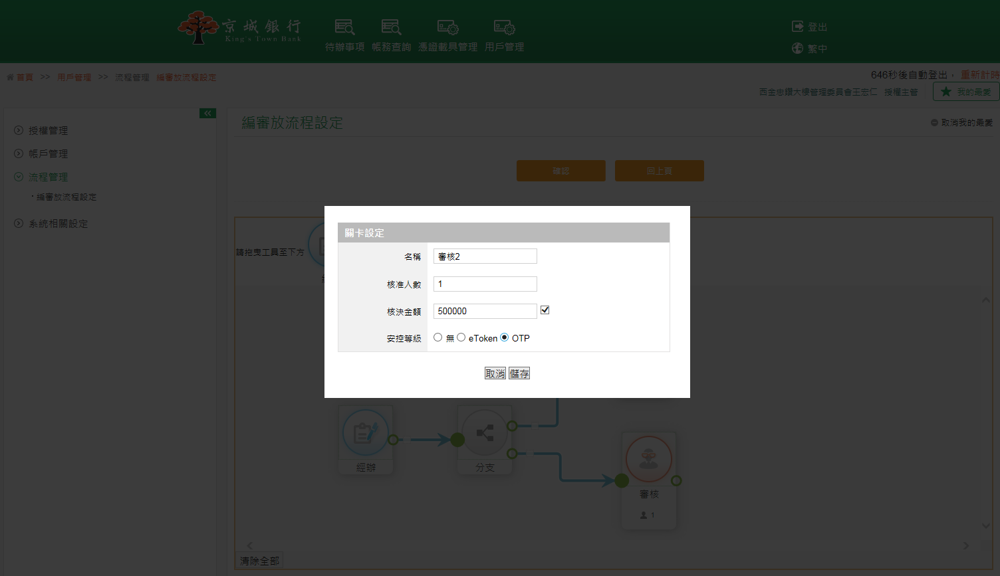 京城銀行
King's Town Bank
待辦事項 帳務查詢 憑證載具管理 用戶管理
登出
繁中
首頁 >> 用戶管理 >> 流程管理 編審放流程設定
646秒後自動登出， 重新計時
西金忠鑽大樓管理委員會王宏仁 授權主管
我的最愛
授權管理
帳戶管理
流程管理
編審放流程設定
系統相關設定
編審放流程設定
取消我的最愛
確認 回上頁
請拖曳工具至下方
關卡設定
名稱 審核2
核准人數 1
核決金額 500000
安控等級 無 eToken OTP
取消 儲存
經辦
分支
審核
1
清除全部